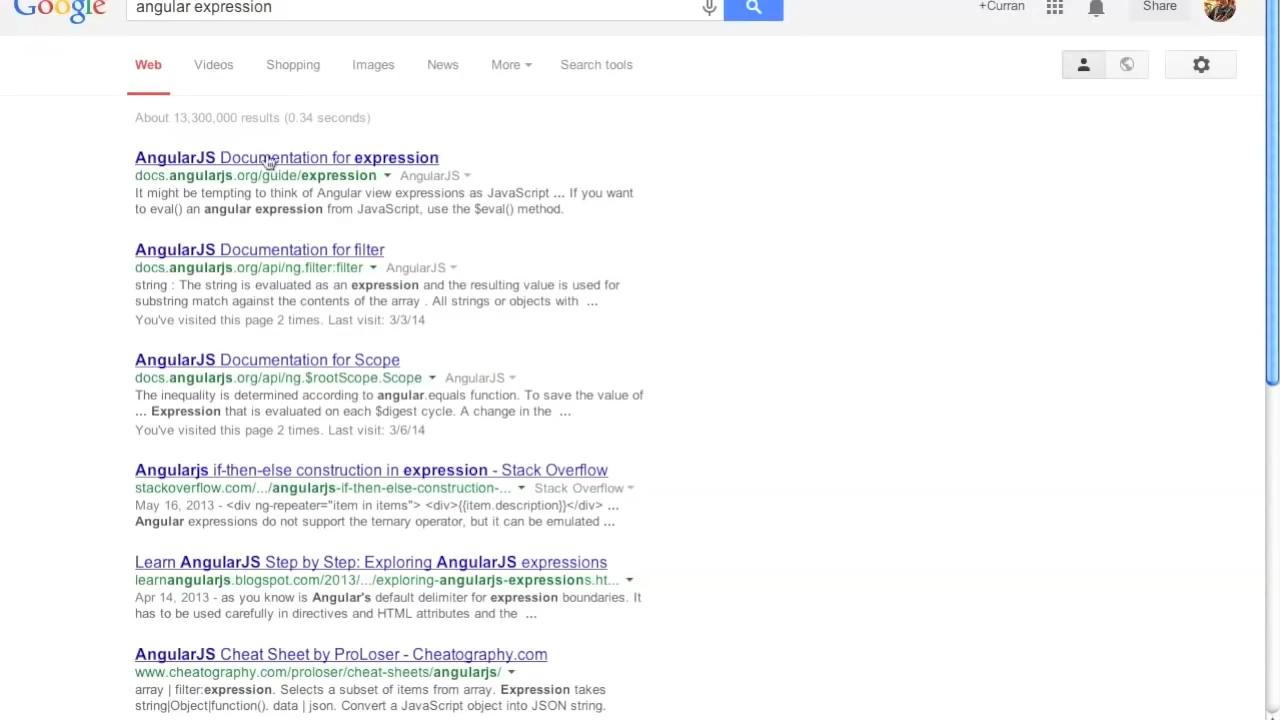 Google angular expression +Curran Share
Web Videos Shopping Images News More Search tools
About 13,300,000 results (0.34 seconds)
AngularJS Documentation for expression
docs.angularjs.org/guide/expression AngularJS
It might be tempting to think of Angular view expressions as JavaScript ... If you want
to eval() an angular expression from JavaScript, use the $eval() method.
AngularJS Documentation for filter
docs.angularjs.org/api/ng.filter:filter AngularJS
string : The string is evaluated as an expression and the resulting value is used for
substring match against the contents of the array . All strings or objects with ...
You've visited this page 2 times. Last visit: 3/3/14
AngularJS Documentation for Scope
docs.angularjs.org/api/ng.$rootScope.Scope AngularJS
The inequality is determined according to angular.equals function. To save the value of
... Expression that is evaluated on each $digest cycle. A change in the ...
You've visited this page 2 times. Last visit: 3/6/14
Angularjs if-then-else construction in expression - Stack Overflow
stackoverflow.com/.../angularjs-if-then-else-construction-... Stack Overflow
May 16, 2013 - <div ng-repeater="item in items"> <div>{{item.description}}</div> ...
Angular expressions do not support the ternary operator, but it can be emulated ...
Learn AngularJS Step by Step: Exploring AngularJS expressions
learnangularjs.blogspot.com/2013/.../exploring-angularjs-expressions.ht...
Apr 14, 2013 - as you know is Angular's default delimiter for expression boundaries. It
has to be used carefully in directives and HTML attributes and the ...
AngularJS Cheat Sheet by ProLoser - Cheatography.com
www.cheatography.com/proloser/cheat-sheets/angularjs/
array | filter:expression. Selects a subset of items from array. Expression takes
string|Object|function(). data | json. Convert a JavaScript object into JSON string.